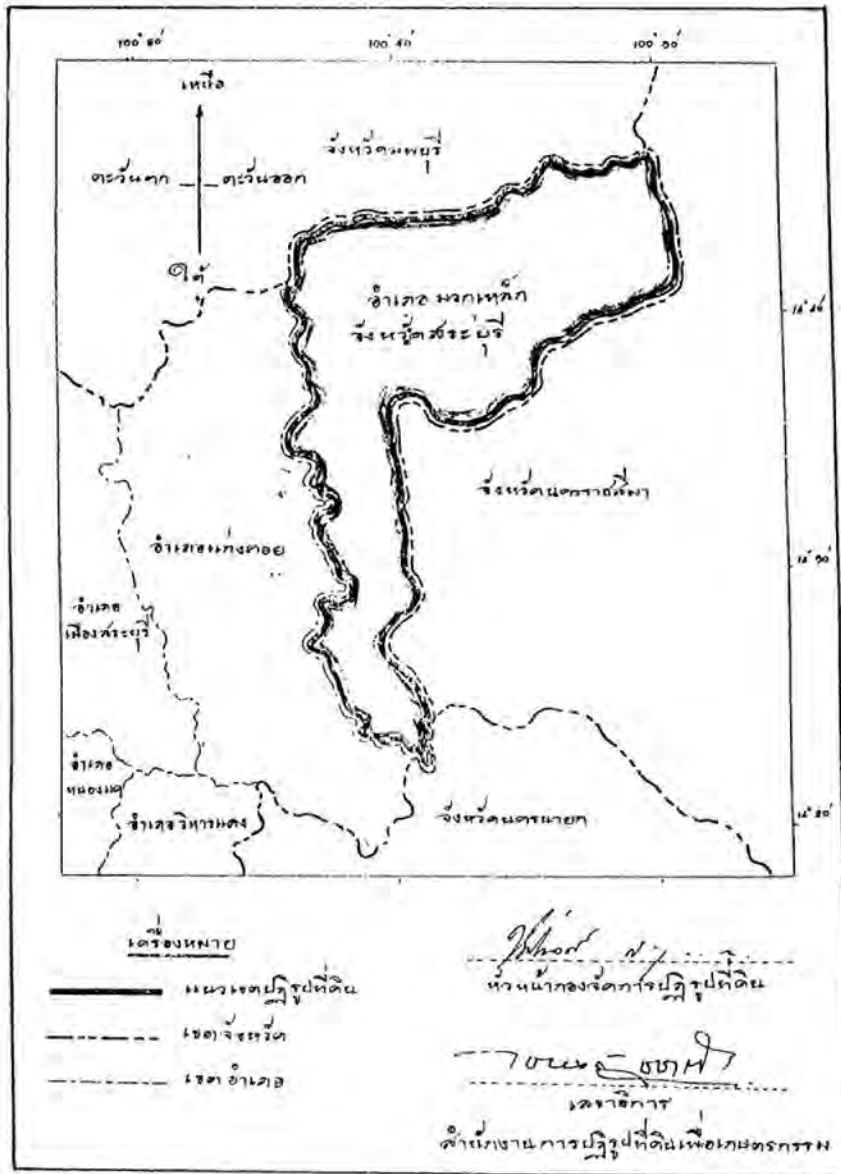 100° 40' 100° 50'
เหนือ
จังหวัดลพบุรี
ตะวันตก ตะวันออก
ใต้
อำเภอมวกเหล็ก
จังหวัดสระบุรี
จังหวัดนครราชสีมา
อำเภอแก่งคอย
14° 30'
อำเภอ
เมืองสระบุรี
อำเภอ
หนองแค
อำเภอวิหารแดง
จังหวัดนครนายก
14° 20'
เครื่องหมาย
แนวเขตปฏิรูปที่ดิน
หัวหน้ากองจัดการปฏิรูปที่ดิน
เขตจังหวัด
เขตอำเภอ
เลขาธิการ
สำนักงานการปฏิรูปที่ดินเพื่อเกษตรกรรม